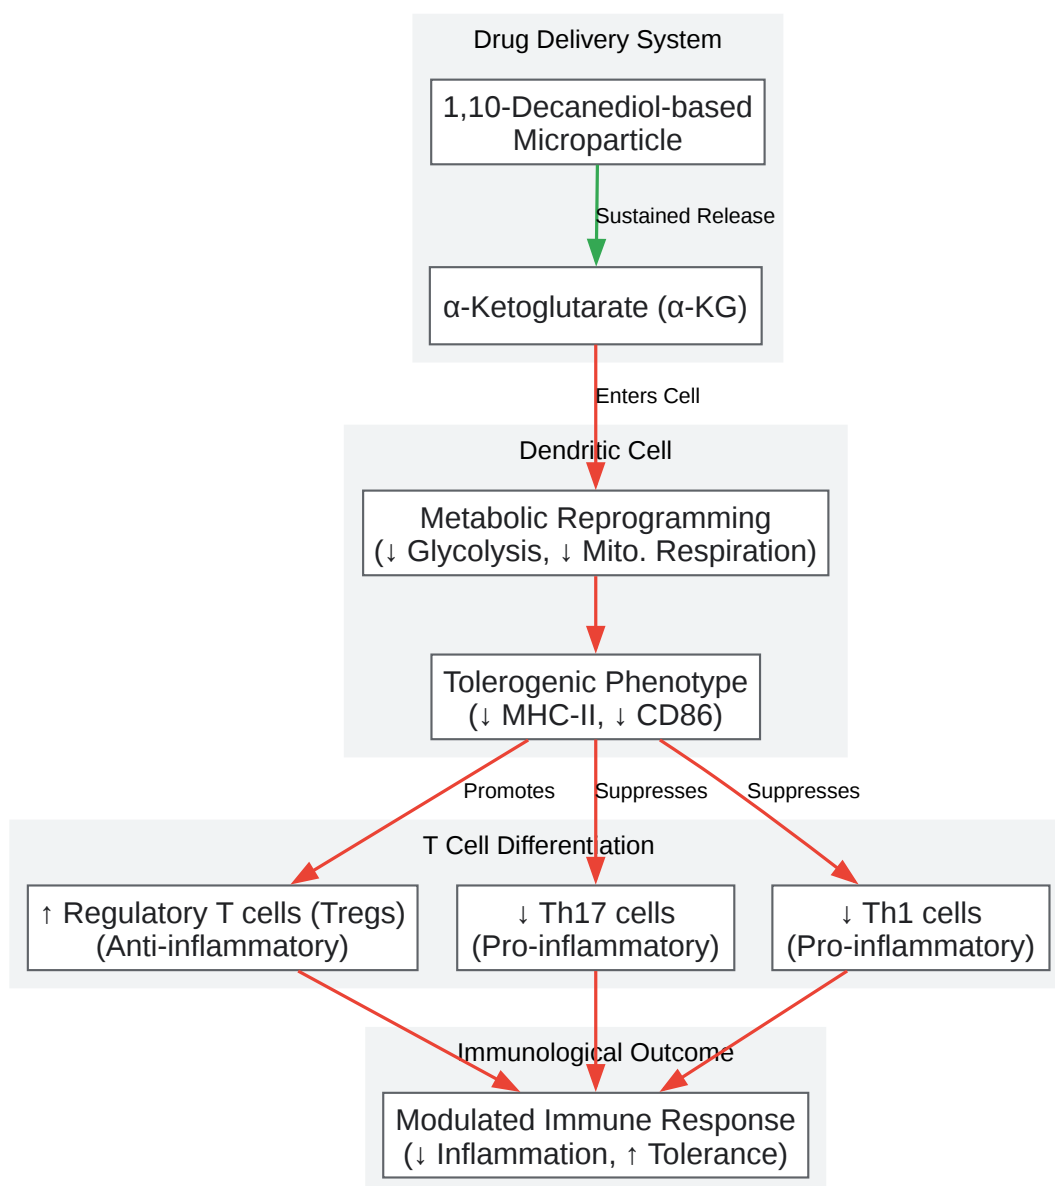 Drug Delivery System
1,10-Decanediol-based
Microparticle
Sustained Release
α-Ketoglutarate (α-KG)
Enters Cell
Dendritic Cell
Metabolic Reprogramming
(↓ Glycolysis, ↓ Mito. Respiration)
Tolerogenic Phenotype
(↓ MHC-II, ↓ CD86)
Promotes
Suppresses
Suppresses
T Cell Differentiation
↑ Regulatory T cells (Tregs)
(Anti-inflammatory)
↓ Th17 cells
(Pro-inflammatory)
↓ Th1 cells
(Pro-inflammatory)
Immunological Outcome
Modulated Immune Response
(↓ Inflammation, ↑ Tolerance)